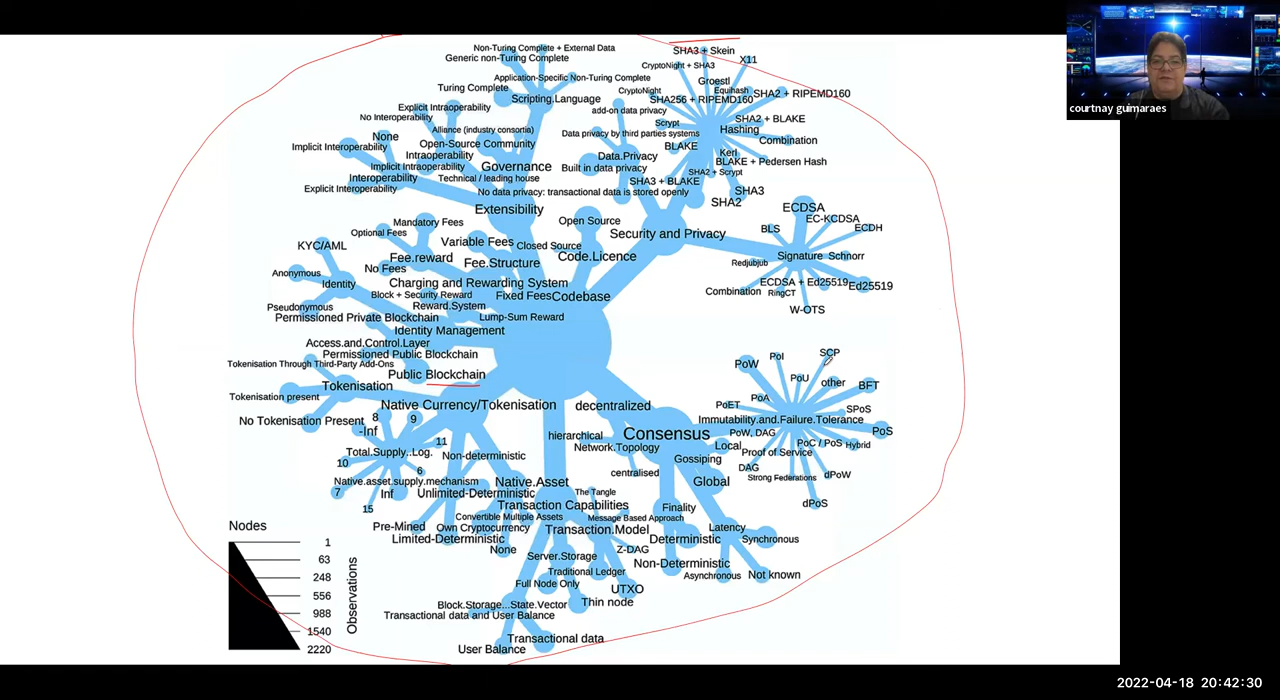 Non-Turing Complete + External Data
Generic non-Turing Complete
SHA3 + Skein
X11
CryptoNight + SHA3
Application-Specific Non-Turing Complete
Groestl
Turing Complete
CryptoNight
Equihash
SHA2 + RIPEMD160
Scripting.Language
SHA256 + RIPEMD160
Explicit Intraoperability
add-on data privacy
No Interoperability
SHA2 + BLAKE
Scrypt
Alliance (industry consortia)
Data privacy by third parties systems
Hashing
None
Open-Source Community
Combination
Implicit Interoperability
BLAKE
Intraoperability
Data.Privacy
Kerl
BLAKE + Pedersen Hash
Implicit Intraoperability
Governance
Built in data privacy
SHA2 + Scrypt
Interoperability
Technical / leading house
SHA3 + BLAKE
Explicit Interoperability
No data privacy: transactional data is stored openly
SHA3
SHA2
Extensibility
ECDSA
Mandatory Fees
Open Source
EC-KCDSA
Optional Fees
Security and Privacy
BLS
ECDH
KYC/AML
Variable Fees
Closed Source
Fee.reward
Fee.Structure
Code.Licence
Signature
Schnorr
No Fees
Redjubjub
Anonymous
Identity
Charging and Rewarding System
ECDSA + Ed25519
Ed25519
Block + Security Reward
Fixed Fees
Codebase
Combination
RingCT
Pseudonymous
Reward.System
W-OTS
Permissioned Private Blockchain
Lump-Sum Reward
Identity Management
Access.and.Control.Layer
Permissioned Public Blockchain
SCP
PoI
Tokenisation Through Third-Party Add-Ons
PoW
Public Blockchain
PoU
other
BFT
Tokenisation
Tokenisation present
PoA
Native Currency/Tokenisation
decentralized
PoET
SPoS
No Tokenisation Present
8
9
Immutability.and.Failure.Tolerance
-Inf
hierarchical
Consensus
PoW, DAG
PoS
11
Network.Topology
Local
PoC / PoS
Hybrid
Total.Supply..Log.
Non-deterministic
Gossiping
Proof of Service
10
6
centralised
DAG
Strong Federations
dPoW
Native.asset.supply.mechanism
Native.Asset
Global
7
Inf
Unlimited-Deterministic
The Tangle
15
Transaction Capabilities
Finality
dPoS
Convertible Multiple Assets
Message Based Approach
Nodes
Pre-Mined
Own Cryptocurrency
Transaction.Model
Latency
Limited-Deterministic
Deterministic
Synchronous
1
None
Z-DAG
63
Server.Storage
Non-Deterministic
248
Traditional Ledger
Asynchronous
Not known
556
Full Node Only
UTXO
988
Block.Storage...State.Vector
Thin node
1540
Transactional data and User Balance
2220
Observations
Transactional data
User Balance
courtnay guimaraes
2022-04-18 20:42:30